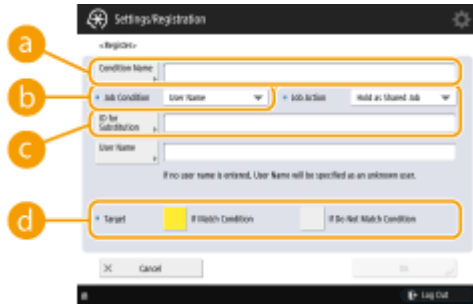 Settings/Registration
<Register>
a
Condition Name
b
Job Condition
User Name
Job Action
Hold as Shared Job
c
ID for
Substitution
User Name
If no user name is entered, User Name will be specified as an unknown user.
d
Target
If Match Condition
If Do Not Match Condition
Cancel
Log Out